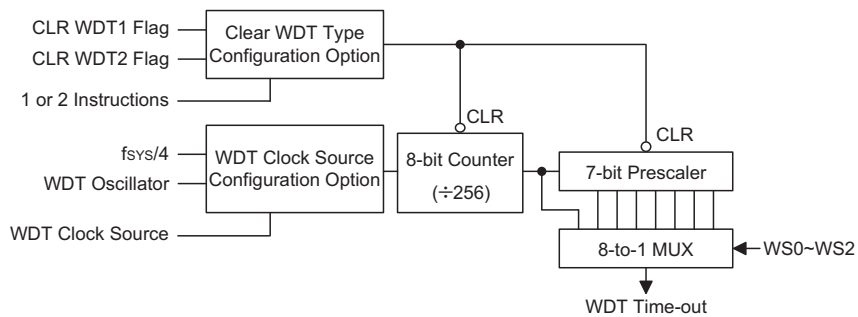 CLR WDT1 Flag
CLR WDT2 Flag
1 or 2 Instructions
Clear WDT Type
Configuration Option
CLR
CLR
fSYS/4
WDT Oscillator
WDT Clock Source
WDT Clock Source
Configuration Option
8-bit Counter
(÷256)
7-bit Prescaler
8-to-1 MUX
WS0~WS2
WDT Time-out